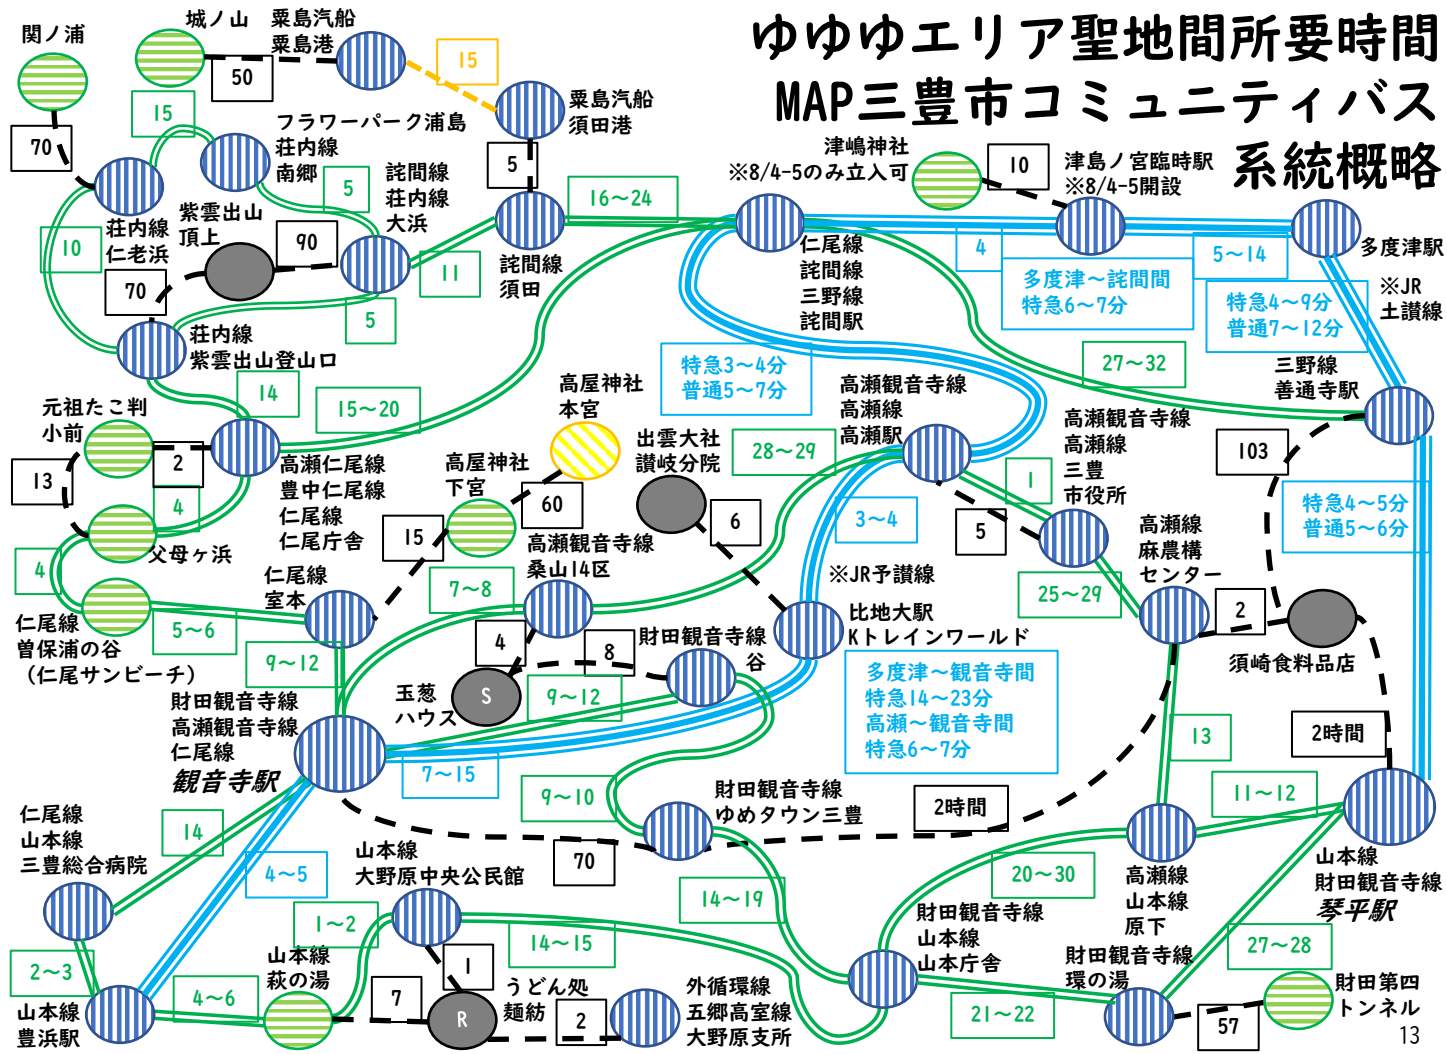 ゆゆゆエリア聖地間所要時間
MAP三豊市コミュニティバス
系統概略
関ノ浦
城ノ山
粟島汽船
粟島港
50
15
粟島汽船
須田港
15
70
フラワーパーク浦島
荘内線
南郷
5
詫間線
荘内線
大浜
5
16～24
津嶋神社
※8/4-5のみ立入可
10
津島ノ宮臨時駅
※8/4-5開設
荘内線
仁老浜
紫雲出山
頂上
90
10
70
11
詫間線
須田
仁尾線
詫間線
三野線
詫間駅
4
5～14
多度津駅
多度津～詫間間
特急6～7分
特急4～9分
普通7～12分
※JR
土讃線
5
荘内線
紫雲出山登山口
14
15～20
特急3～4分
普通5～7分
27～32
三野線
善通寺駅
元祖たこ判
小前
2
13
4
高瀬仁尾線
豊中仁尾線
仁尾線
仁尾庁舎
高屋神社
本宮
高屋神社
下宮
60
15
出雲大社
讃岐分院
6
28～29
高瀬観音寺線
高瀬線
高瀬駅
高瀬観音寺線
高瀬線
三豊
市役所
1
5
103
特急4～5分
普通5～6分
3～4
※JR予讃線
高瀬線
麻農構
センター
25～29
2
須崎食料品店
父母ヶ浜
4
仁尾線
曽保浦の谷
（仁尾サンビーチ）
5～6
仁尾線
室本
7～8
高瀬観音寺線
桑山14区
4
8
財田観音寺線
谷
比地大駅
Kトレインワールド
9～12
玉葱
ハウス
S
9～12
多度津～観音寺間
特急14～23分
高瀬～観音寺間
特急6～7分
財田観音寺線
高瀬観音寺線
仁尾線
観音寺駅
7～15
9～10
財田観音寺線
ゆめタウン三豊
2時間
13
2時間
11～12
仁尾線
山本線
三豊総合病院
14
4～5
70
山本線
大野原中央公民館
14～19
20～30
高瀬線
山本線
原下
山本線
財田観音寺線
琴平駅
2～3
1～2
14～15
財田観音寺線
山本線
山本庁舎
財田観音寺線
環の湯
27～28
山本線
豊浜駅
4～6
山本線
萩の湯
7
1
R
うどん処
麺紡
2
外循環線
五郷高室線
大野原支所
21～22
57
財田第四
トンネル
13